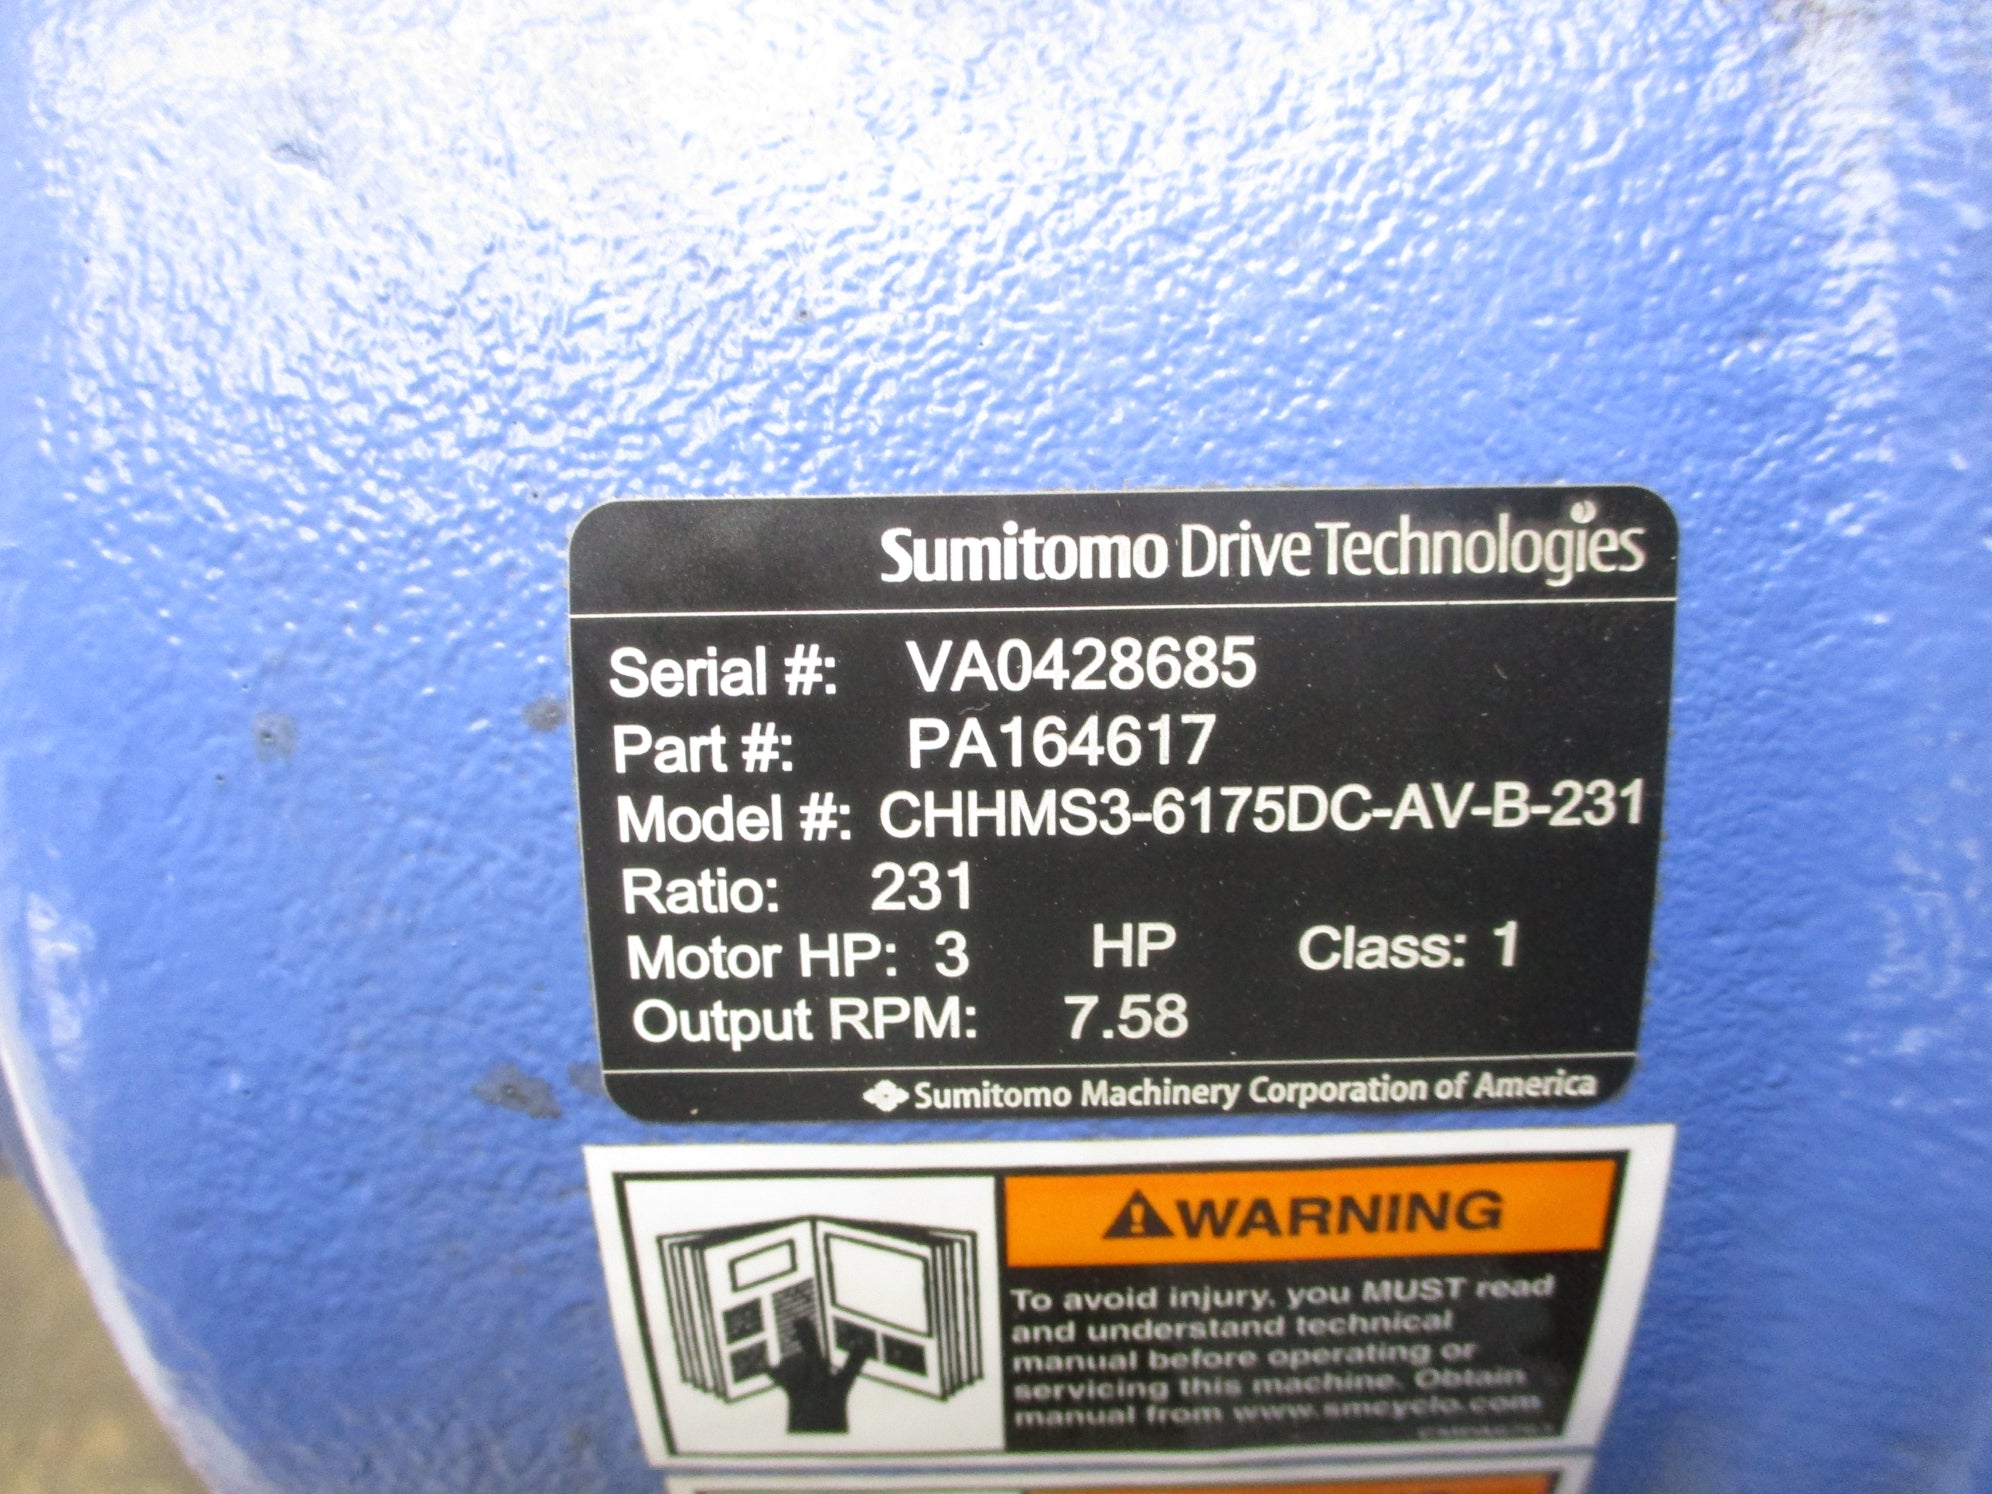 Sumitomo Drive Technologies
Serial #: VA0428685
Part #: PA164617
Model #: CHHMS3-6175DC-AV-B-231
Ratio: 231
Motor HP: 3 HP Class: 1
Output RPM: 7.58
Sumitomo Machinery Corporation of America
WARNING
To avoid injury, you MUST read
and understand technical
manual before operating or
servicing this machine. Obtain
manual from www.smcyclo.com